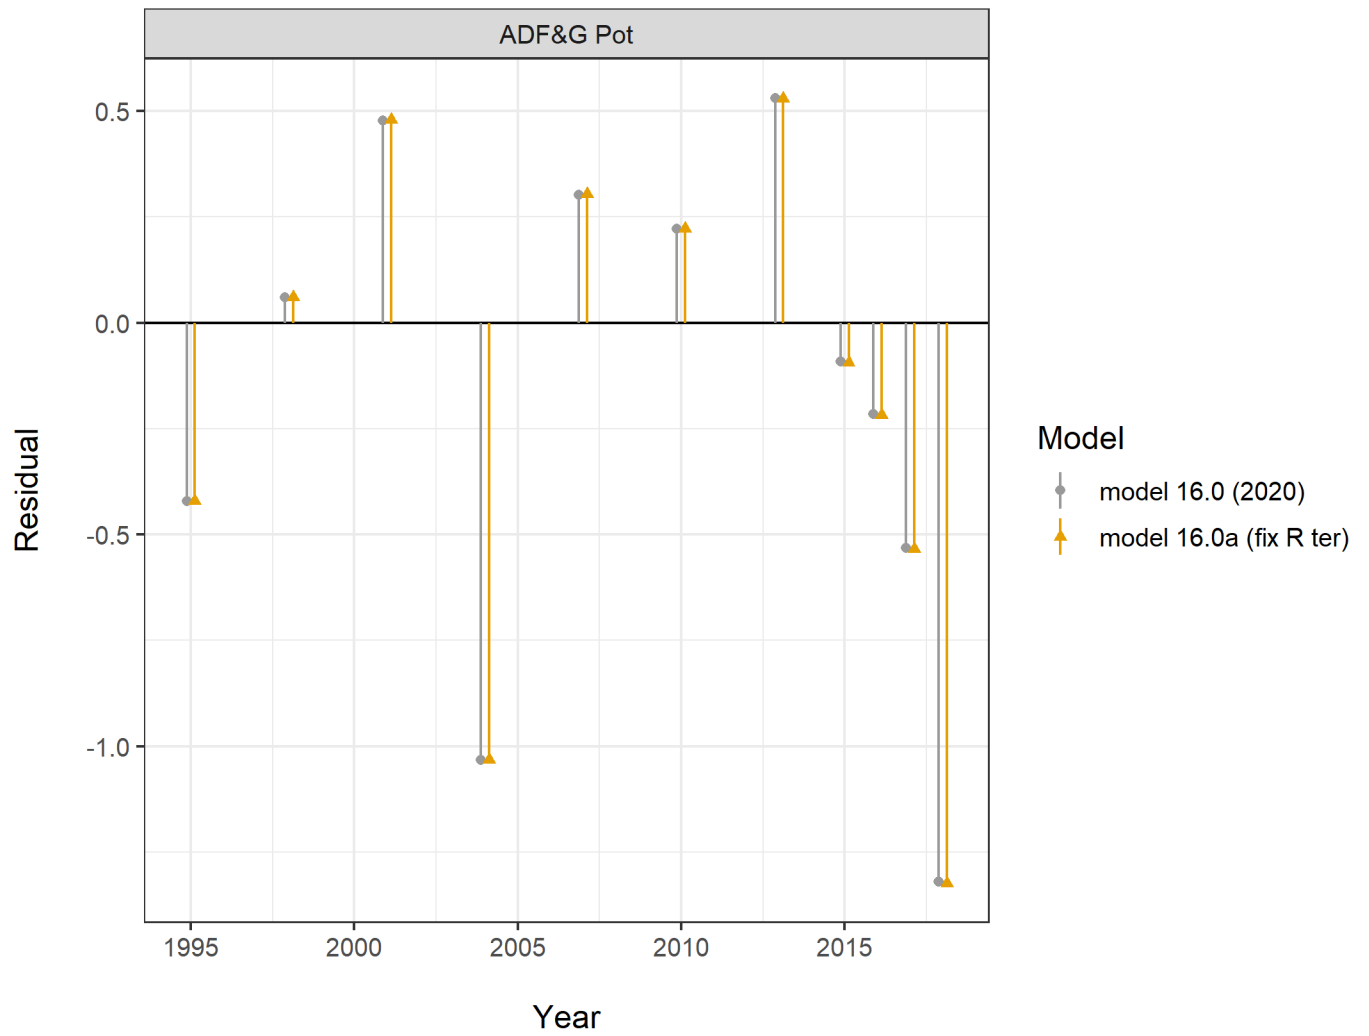 ADF&G Pot
0.5
0.0
-0.5
-1.0
Residual
1995 2000 2005 2010 2015
Year
Model
model 16.0 (2020)
model 16.0a (fix R ter)